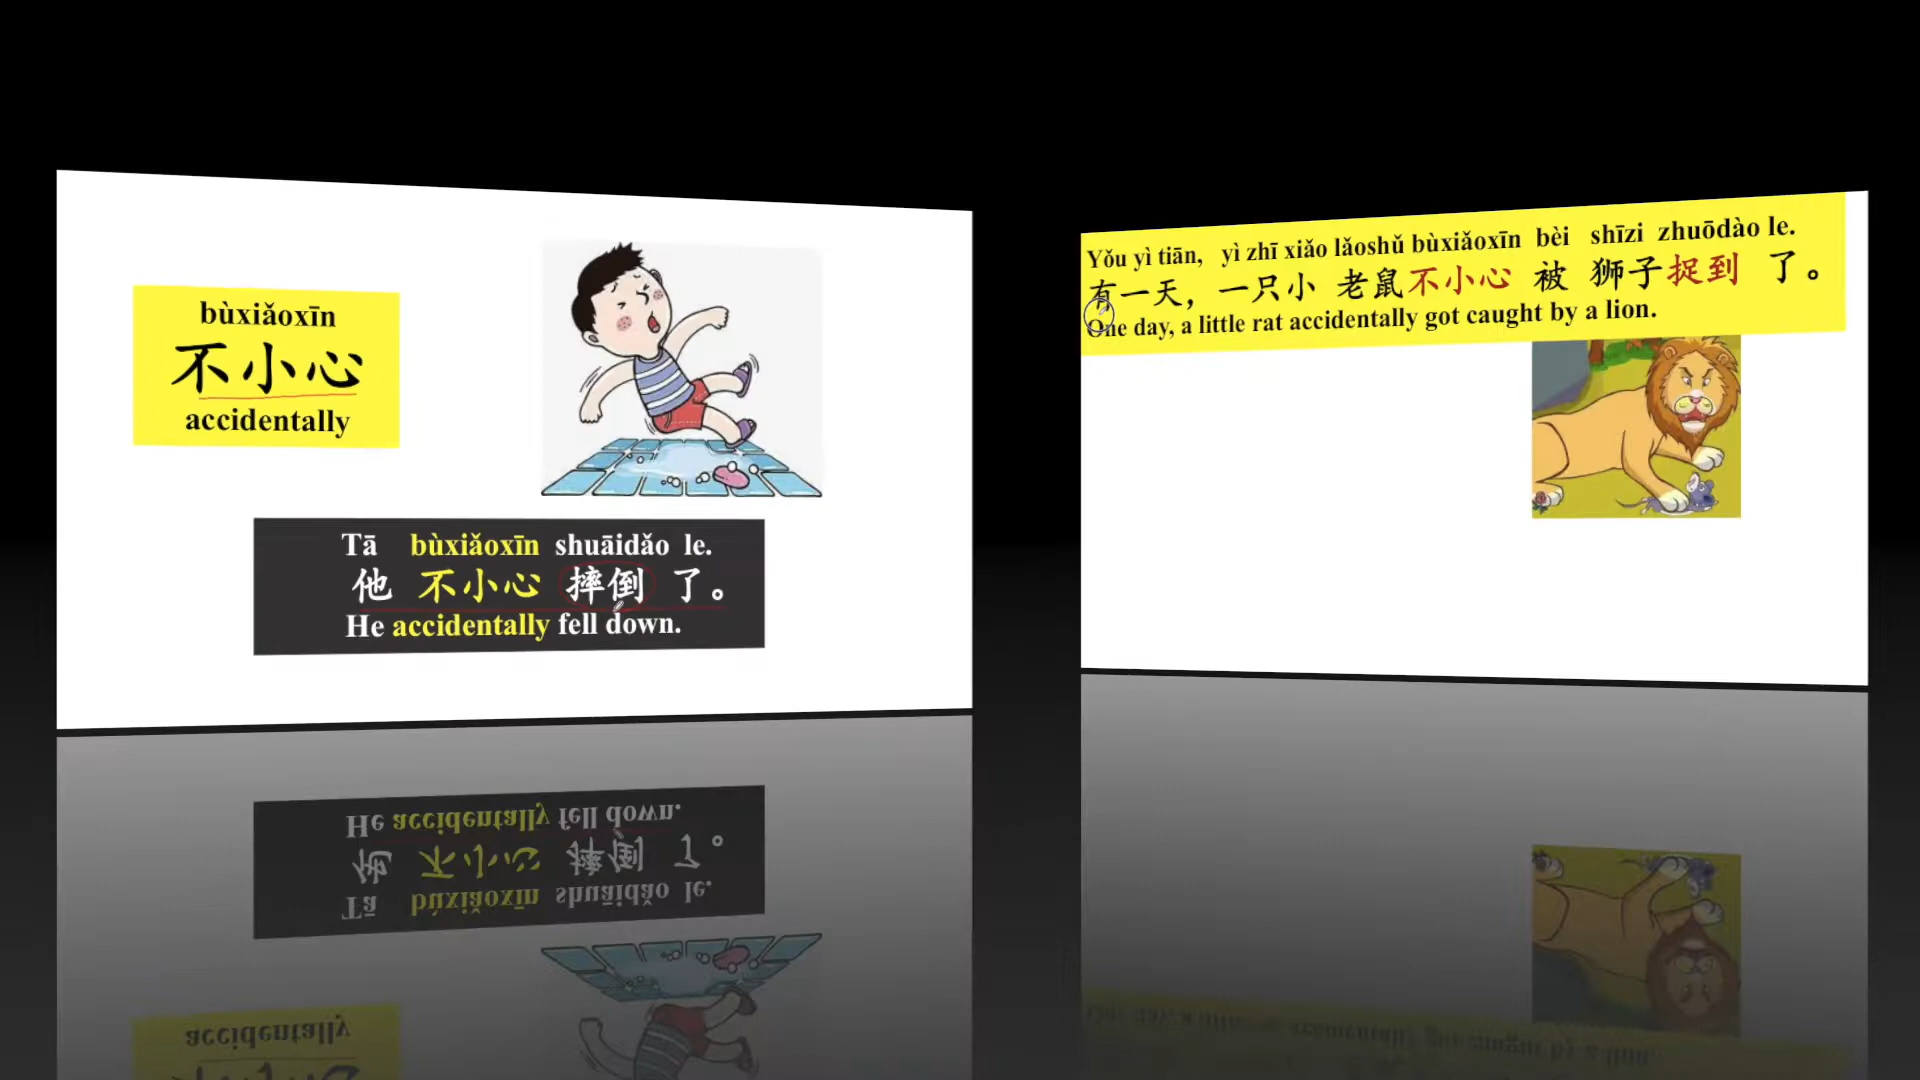 bùxiǎoxīn
不小心
accidentally
Tā bùxiǎoxīn shuāidǎo le.
他 不小心 摔倒 了。
He accidentally fell down.
Yǒu yì tiān, yì zhī xiǎo lǎoshǔ bùxiǎoxīn bèi shīzi zhuōdào le.
有一天，一只小 老鼠不小心 被 狮子捉到 了。
One day, a little rat accidentally got caught by a lion.